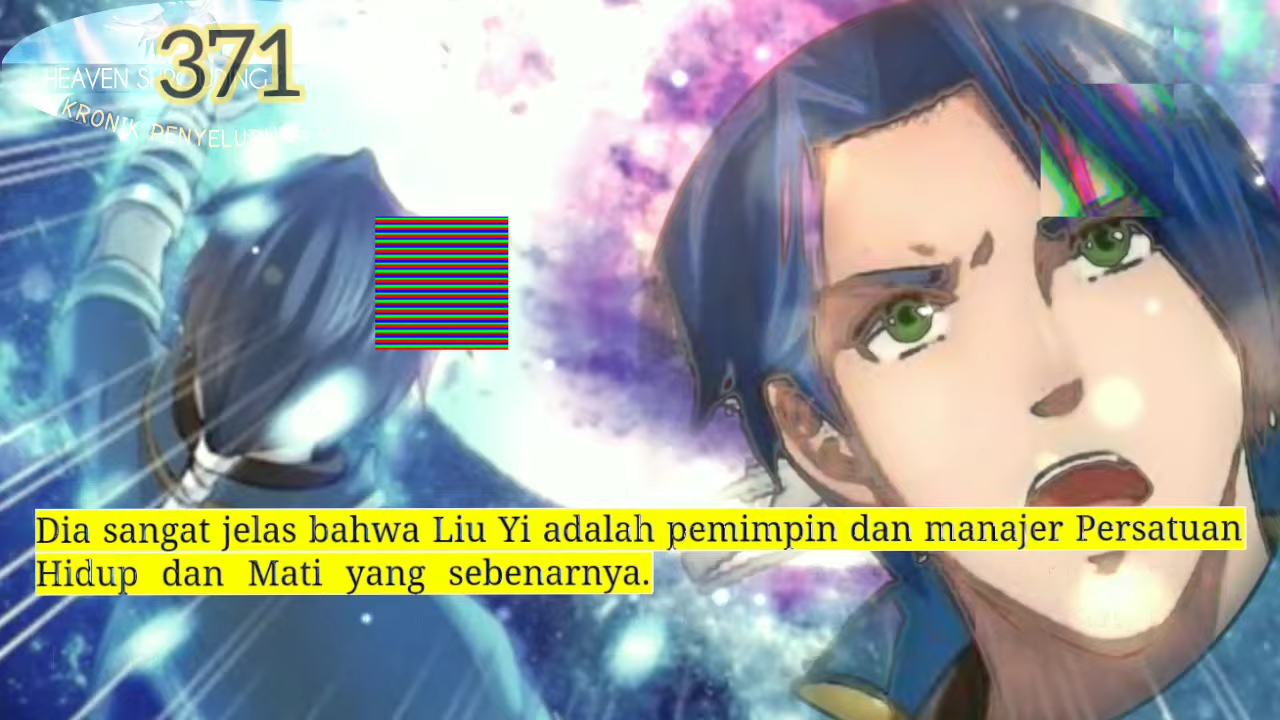 371
HEAVEN SHROUDING
KRONIK
Dia sangat jelas bahwa Liu Yi adalah pemimpin dan manajer Persatuan
Hidup dan Mati yang sebenarnya.